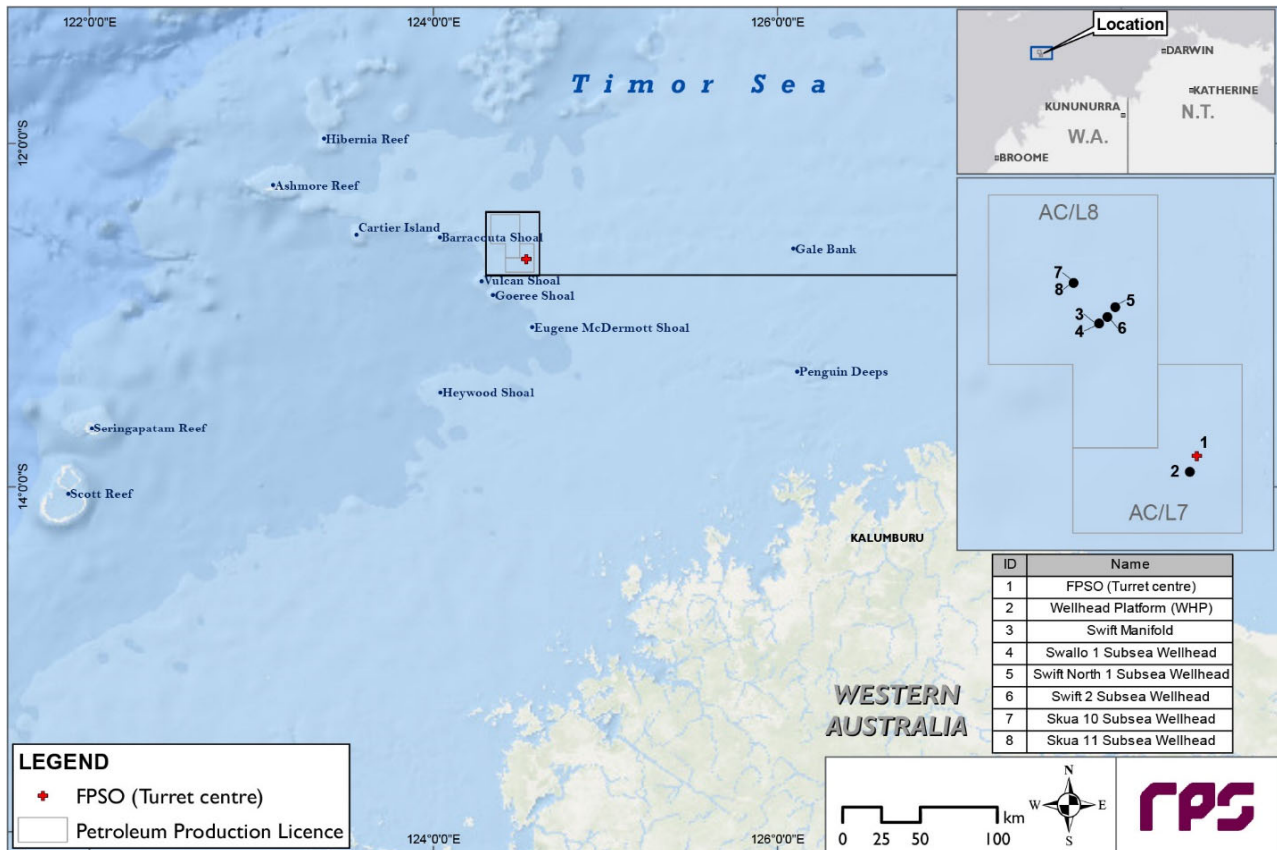 122°0'0"E
124°0'0"E
126°0'0"E
Timor Sea
Location
DARWIN
KATHERINE
KUNUNURRA
N.T.
W.A.
BROOME
12°0'0"S
Hibernia Reef
Ashmore Reef
Cartier Island
Barracouta Shoal
Gale Bank
Vulcan Shoal
Goeree Shoal
Eugene McDermott Shoal
Penguin Deeps
Heywood Shoal
Seringapatam Reef
14°0'0"S
Scott Reef
KALUMBURU
WESTERN
AUSTRALIA
AC/L8
7
8
5
3
4
6
1
2
AC/L7
ID Name
1 FPSO (Turret centre)
2 Wellhead Platform (WHP)
3 Swift Manifold
4 Swallo 1 Subsea Wellhead
5 Swift North 1 Subsea Wellhead
6 Swift 2 Subsea Wellhead
7 Skua 10 Subsea Wellhead
8 Skua 11 Subsea Wellhead
LEGEND
FPSO (Turret centre)
Petroleum Production Licence
0 25 50 100 km
N
W E
S
rps
124°0'0"E
126°0'0"E